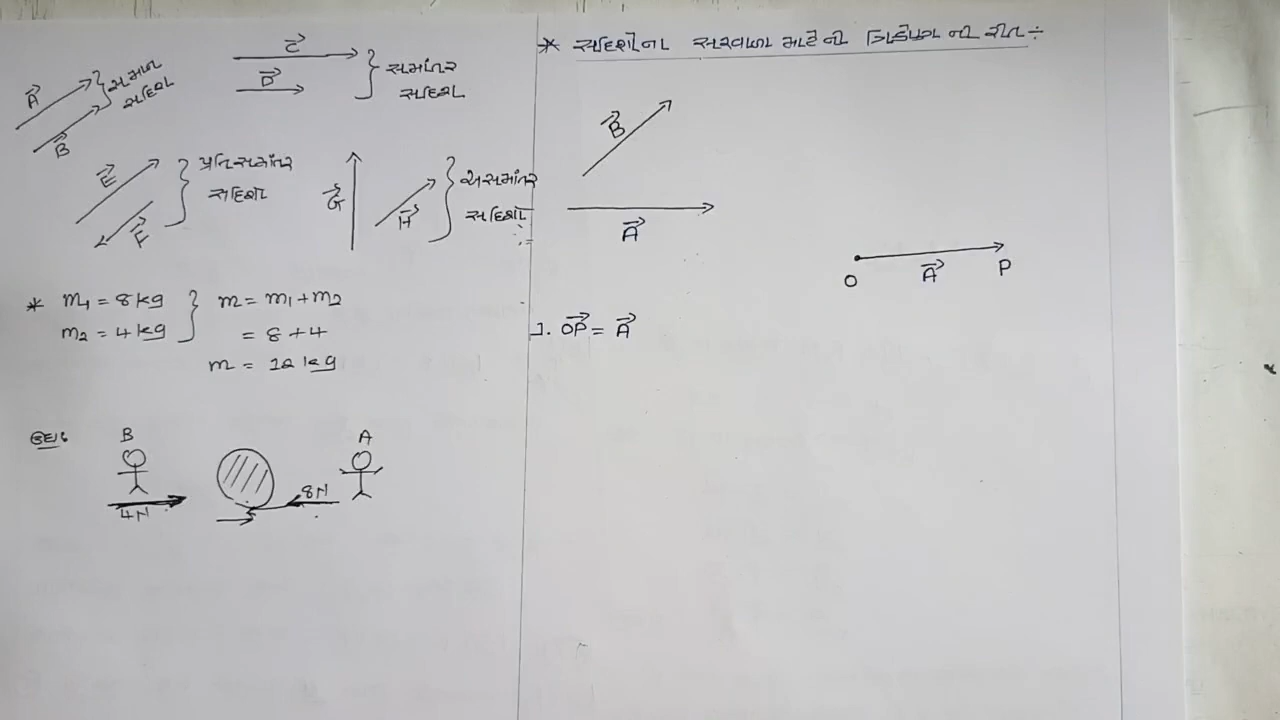 A⃗
B⃗
સમાન
સદિશ
C⃗
D⃗
સમાંતર
સદિશ
E⃗
F⃗
પ્રતિસમાંતર
સદિશો
G⃗
H⃗
અસમાંતર
સદિશો
* m₁ = 8 kg
m₂ = 4 kg
m = m₁ + m₂
= 8 + 4
m = 12 kg
B
4N
8N
A
* સદિશોના સરવાળા માટેની ત્રિકોણ ની રીત ÷
B⃗
A⃗
O
A⃗
P
1. OP⃗ = A⃗